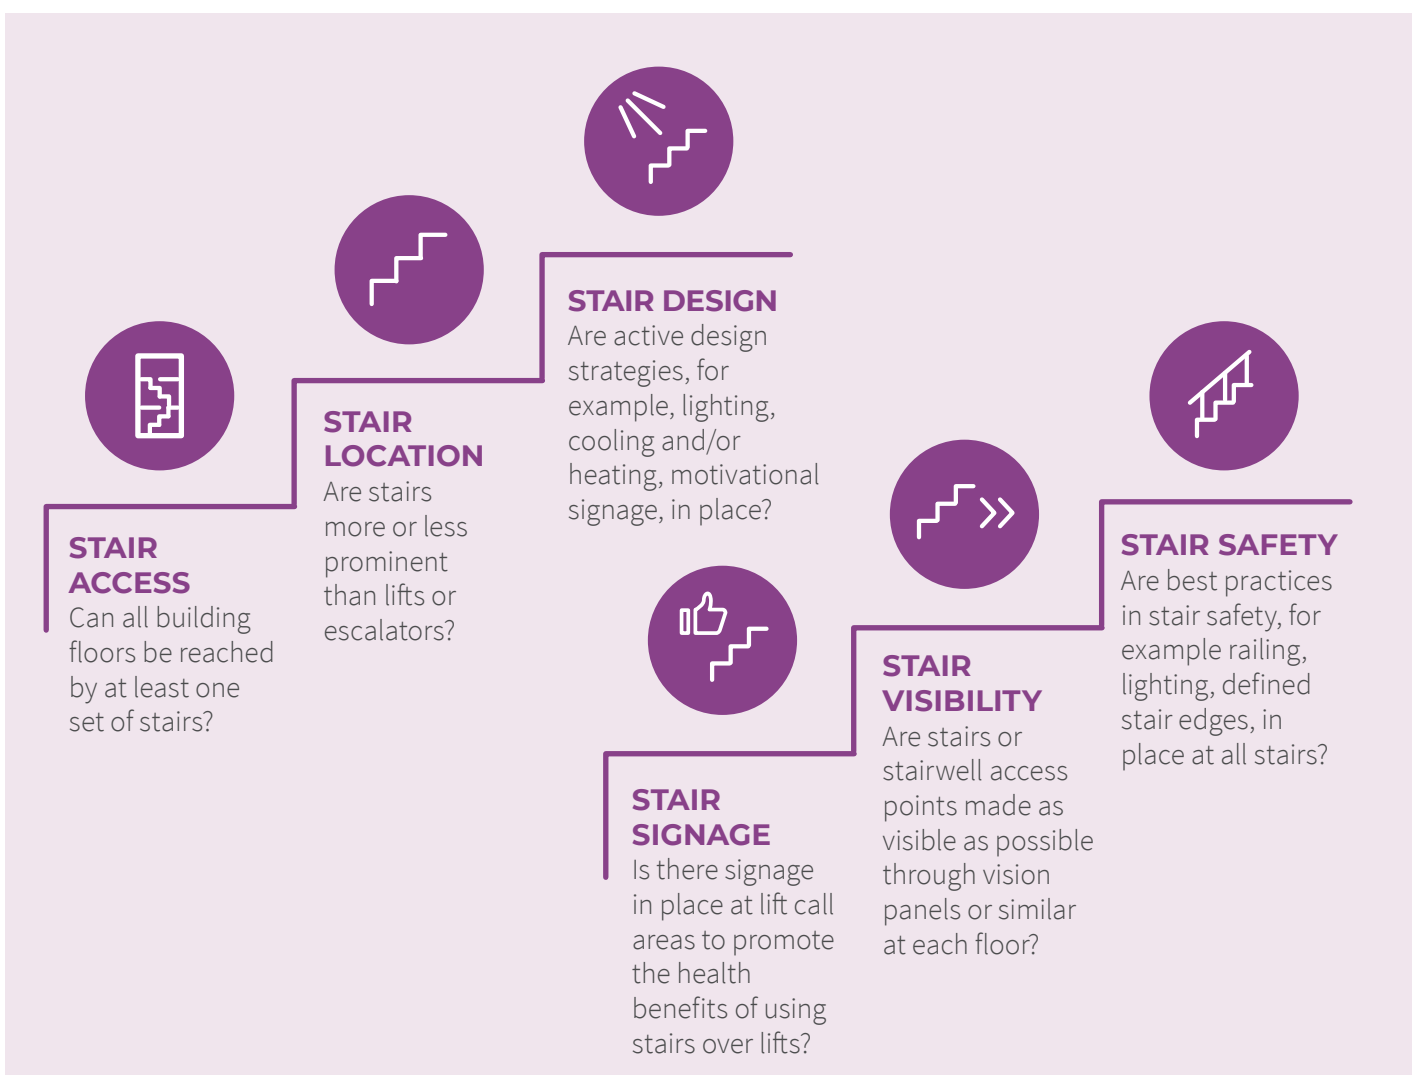 STAIR
ACCESS
Can all building
floors be reached
by at least one
set of stairs?
STAIR
LOCATION
Are stairs
more or less
prominent
than lifts or
escalators?
STAIR DESIGN
Are active design
strategies, for
example, lighting,
cooling and/or
heating, motivational
signage, in place?
STAIR
SIGNAGE
Is there signage
in place at lift call
areas to promote
the health
benefits of using
stairs over lifts?
STAIR
VISIBILITY
Are stairs or
stairwell access
points made as
visible as possible
through vision
panels or similar
at each floor?
STAIR SAFETY
Are best practices
in stair safety, for
example railing,
lighting, defined
stair edges, in
place at all stairs?